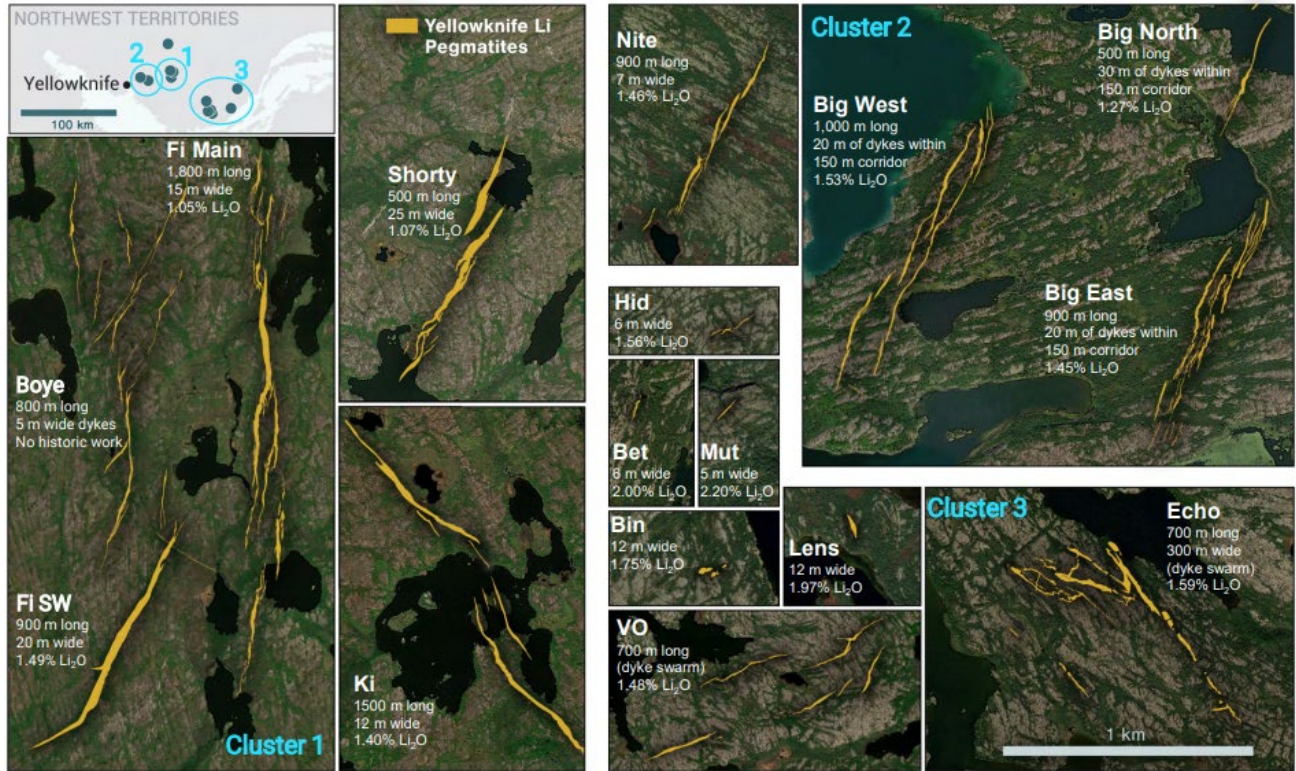 NORTHWEST TERRITORIES
2
1
3
Yellowknife
100 km
Yellowknife Li
Pegmatites
Fi Main
1,800 m long
15 m wide
1.05% Li₂O
Boye
800 m long
5 m wide dykes
No historic work
Fi SW
900 m long
20 m wide
1.49% Li₂O
Cluster 1
Shorty
500 m long
25 m wide
1.07% Li₂O
Ki
1500 m long
12 m wide
1.40% Li₂O
Nite
900 m long
7 m wide
1.46% Li₂O
Cluster 2
Big West
1,000 m long
20 m of dykes within
150 m corridor
1.53% Li₂O
Big North
500 m long
30 m of dykes within
150 m corridor
1.27% Li₂O
Big East
900 m long
20 m of dykes within
150 m corridor
1.45% Li₂O
Hid
6 m wide
1.56% Li₂O
Bet
6 m wide
2.00% Li₂O
Mut
5 m wide
2.20% Li₂O
Bin
12 m wide
1.75% Li₂O
Lens
12 m wide
1.97% Li₂O
VO
700 m long
(dyke swarm)
1.48% Li₂O
Cluster 3
Echo
700 m long
300 m wide
(dyke swarm)
1.59% Li₂O
1 km